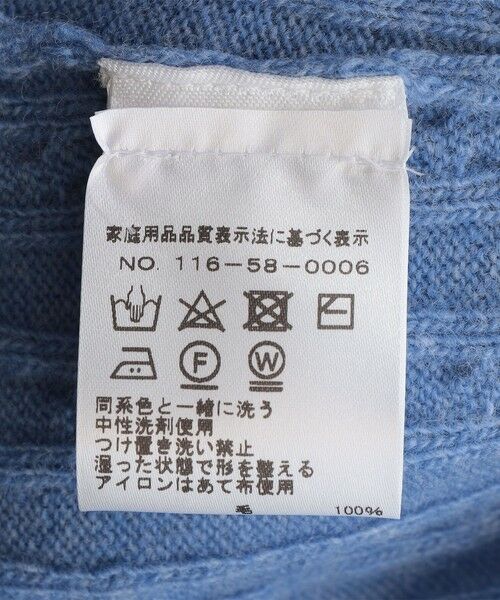 家庭用品品質表示法に基づく表示
NO. 116-58-0006
F W
同系色と一緒に洗う
中性洗剤使用
つけ置き洗い禁止
湿った状態で形を整える
アイロンはあて布使用
毛 100%